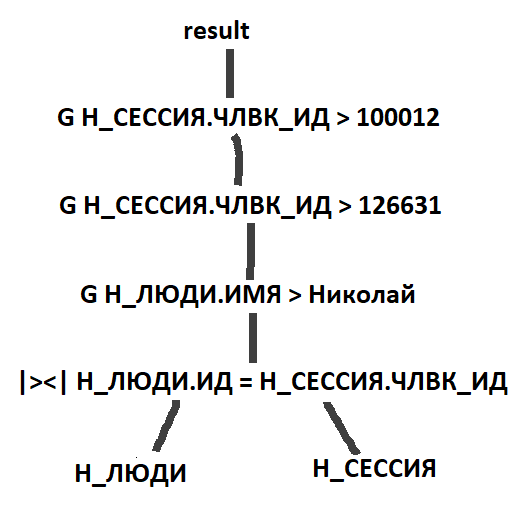 result
G Н_СЕССИЯ.ЧЛВК_ИД > 100012
G Н_СЕССИЯ.ЧЛВК_ИД > 126631
G Н_ЛЮДИ.ИМЯ > Николай
|><| Н_ЛЮДИ.ИД = Н_СЕССИЯ.ЧЛВК_ИД
Н_ЛЮДИ
Н_СЕССИЯ